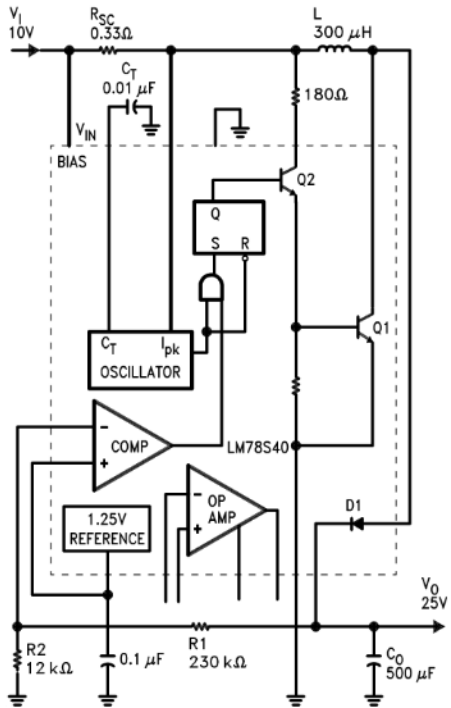 V_I
10V
R_SC
0.33Ω
L
300 μH
C_T
0.01 μF
180Ω
V_IN
BIAS
Q2
Q
S R
Q1
C_T I_pk
OSCILLATOR
−
COMP
+
LM78S40
−
OP
AMP
+
1.25V
REFERENCE
D1
V_O
25V
R2
12 kΩ
0.1 μF
R1
230 kΩ
C_O
500 μF